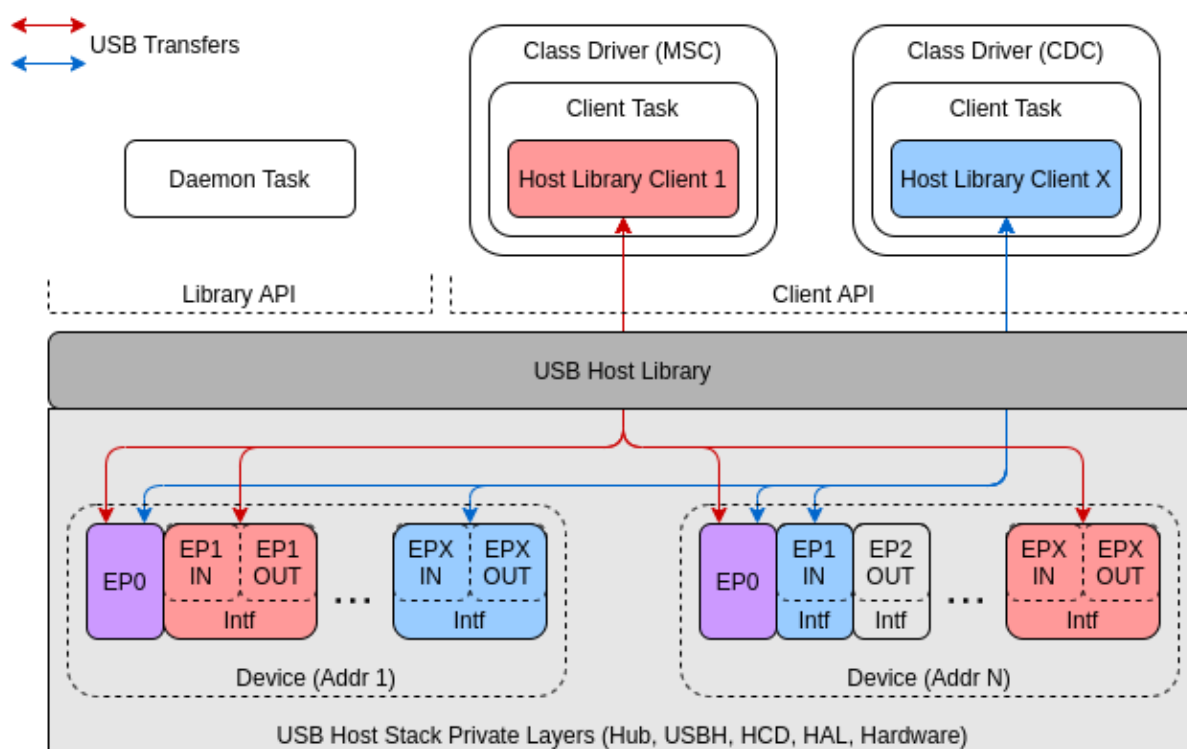 USB Transfers
Class Driver (MSC)
Class Driver (CDC)
Client Task
Client Task
Daemon Task
Host Library Client 1
Host Library Client X
Library API
Client API
USB Host Library
EP0
EP1
IN
EP1
OUT
Intf
...
EPX
IN
EPX
OUT
Intf
Device (Addr 1)
EP0
EP1
IN
Intf
EP2
OUT
Intf
...
EPX
IN
EPX
OUT
Intf
Device (Addr N)
USB Host Stack Private Layers (Hub, USBH, HCD, HAL, Hardware)